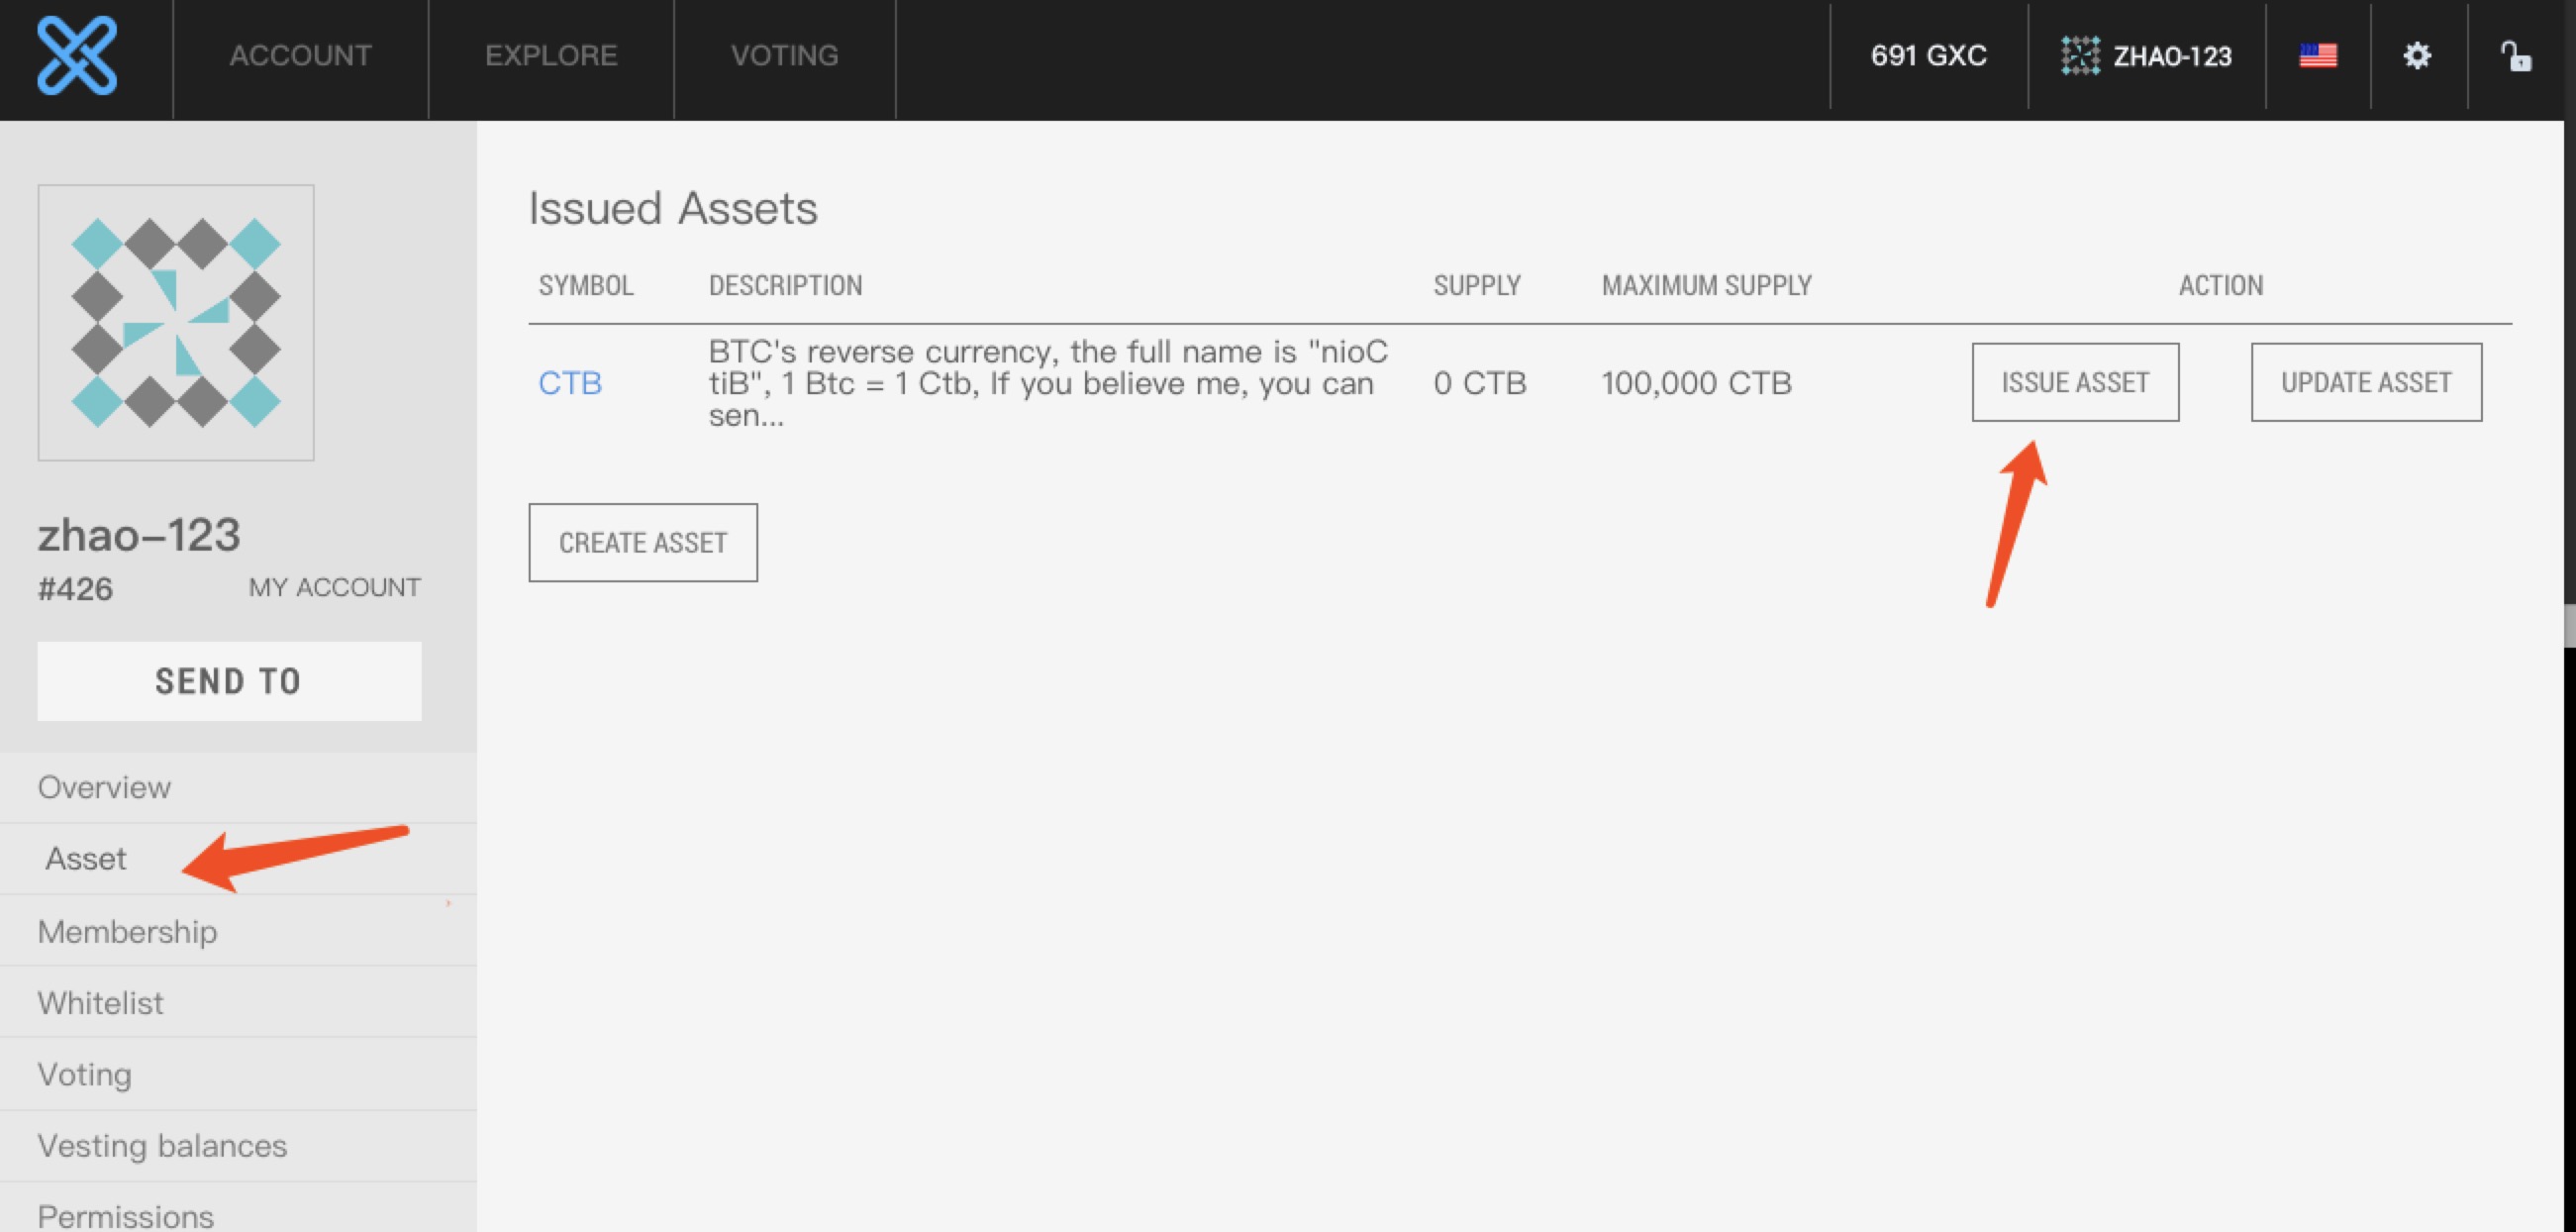 ACCOUNT EXPLORE VOTING 691 GXC ZHAO-123
Issued Assets
SYMBOL DESCRIPTION SUPPLY MAXIMUM SUPPLY ACTION
CTB
BTC's reverse currency, the full name is "nioC
tiB", 1 Btc = 1 Ctb, If you believe me, you can
sen...
0 CTB 100,000 CTB ISSUE ASSET UPDATE ASSET
CREATE ASSET
zhao-123
#426 MY ACCOUNT
SEND TO
Overview
Asset
Membership
Whitelist
Voting
Vesting balances
Permissions